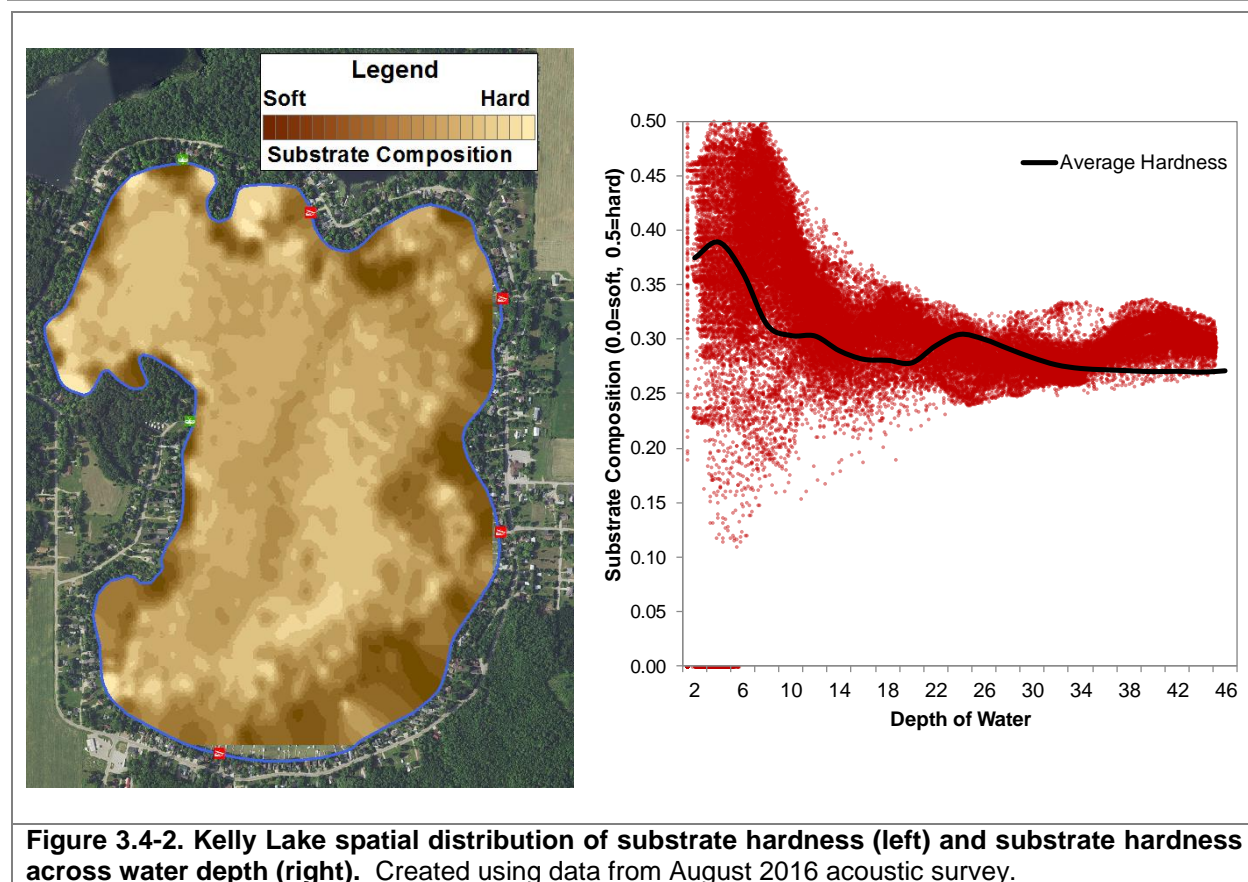 Legend
Soft Hard
Substrate Composition
0.50
0.45
0.40
0.35
0.30
0.25
0.20
0.15
0.10
0.05
0.00
Substrate Composition (0.0=soft, 0.5=hard)
Average Hardness
2 6 10 14 18 22 26 30 34 38 42 46
Depth of Water
Figure 3.4-2. Kelly Lake spatial distribution of substrate hardness (left) and substrate hardness
across water depth (right). Created using data from August 2016 acoustic survey.